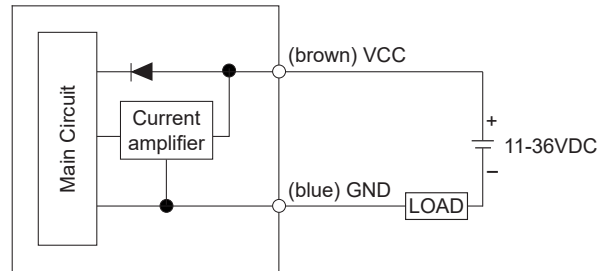 Main Circuit
(brown) VCC
Current
amplifier
+
11-36VDC
−
(blue) GND
LOAD